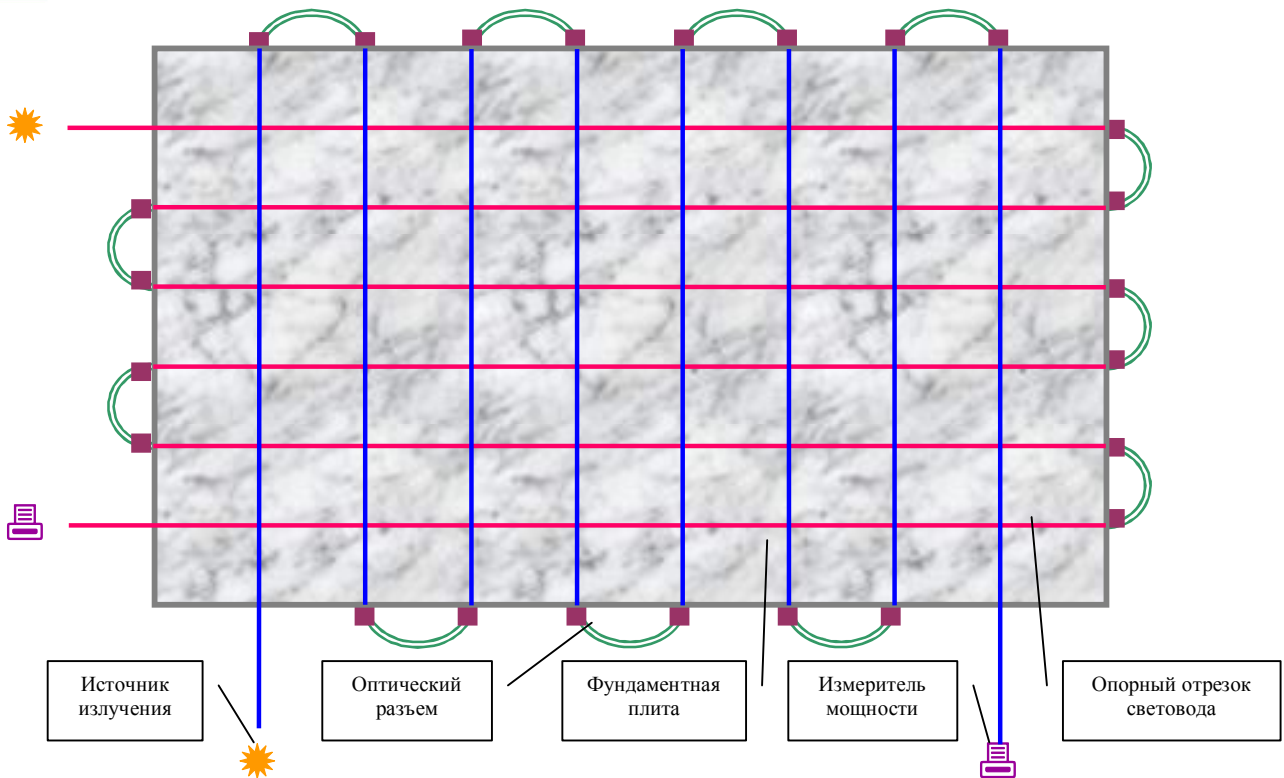 Источник
излучения
Оптический
разъем
Фундаментная
плита
Измеритель
мощности
Опорный отрезок
световода